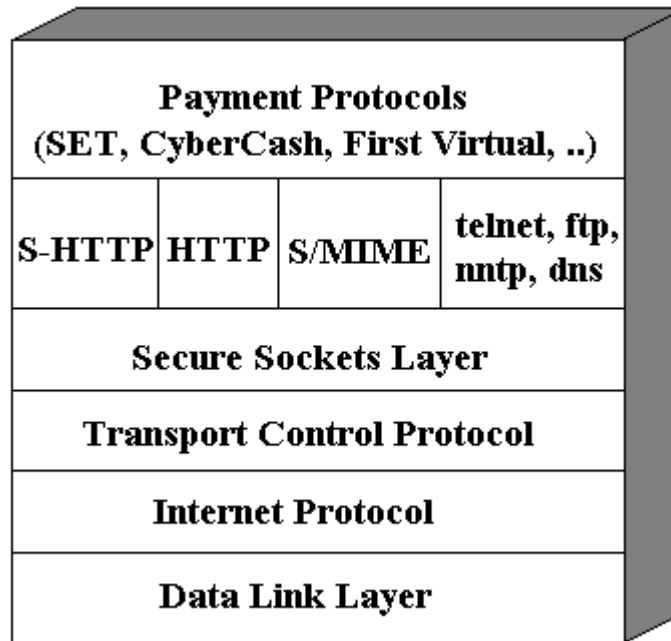 Payment Protocols
(SET, CyberCash, First Virtual, ..)
S-HTTP
HTTP
S/MIME
telnet, ftp,
nntp, dns
Secure Sockets Layer
Transport Control Protocol
Internet Protocol
Data Link Layer